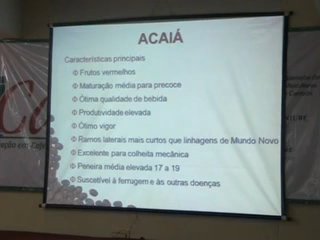 ACAIÁ
Características principais
Frutos vermelhos
Maturação média para precoce
Ótima qualidade de bebida
Produtividade elevada
Ótimo vigor
Ramos laterais mais curtos que linhagens de Mundo Novo
Excelente para colheita mecânica
Peneira média elevada 17 a 19
Suscetível à ferrugem e às outras doenças